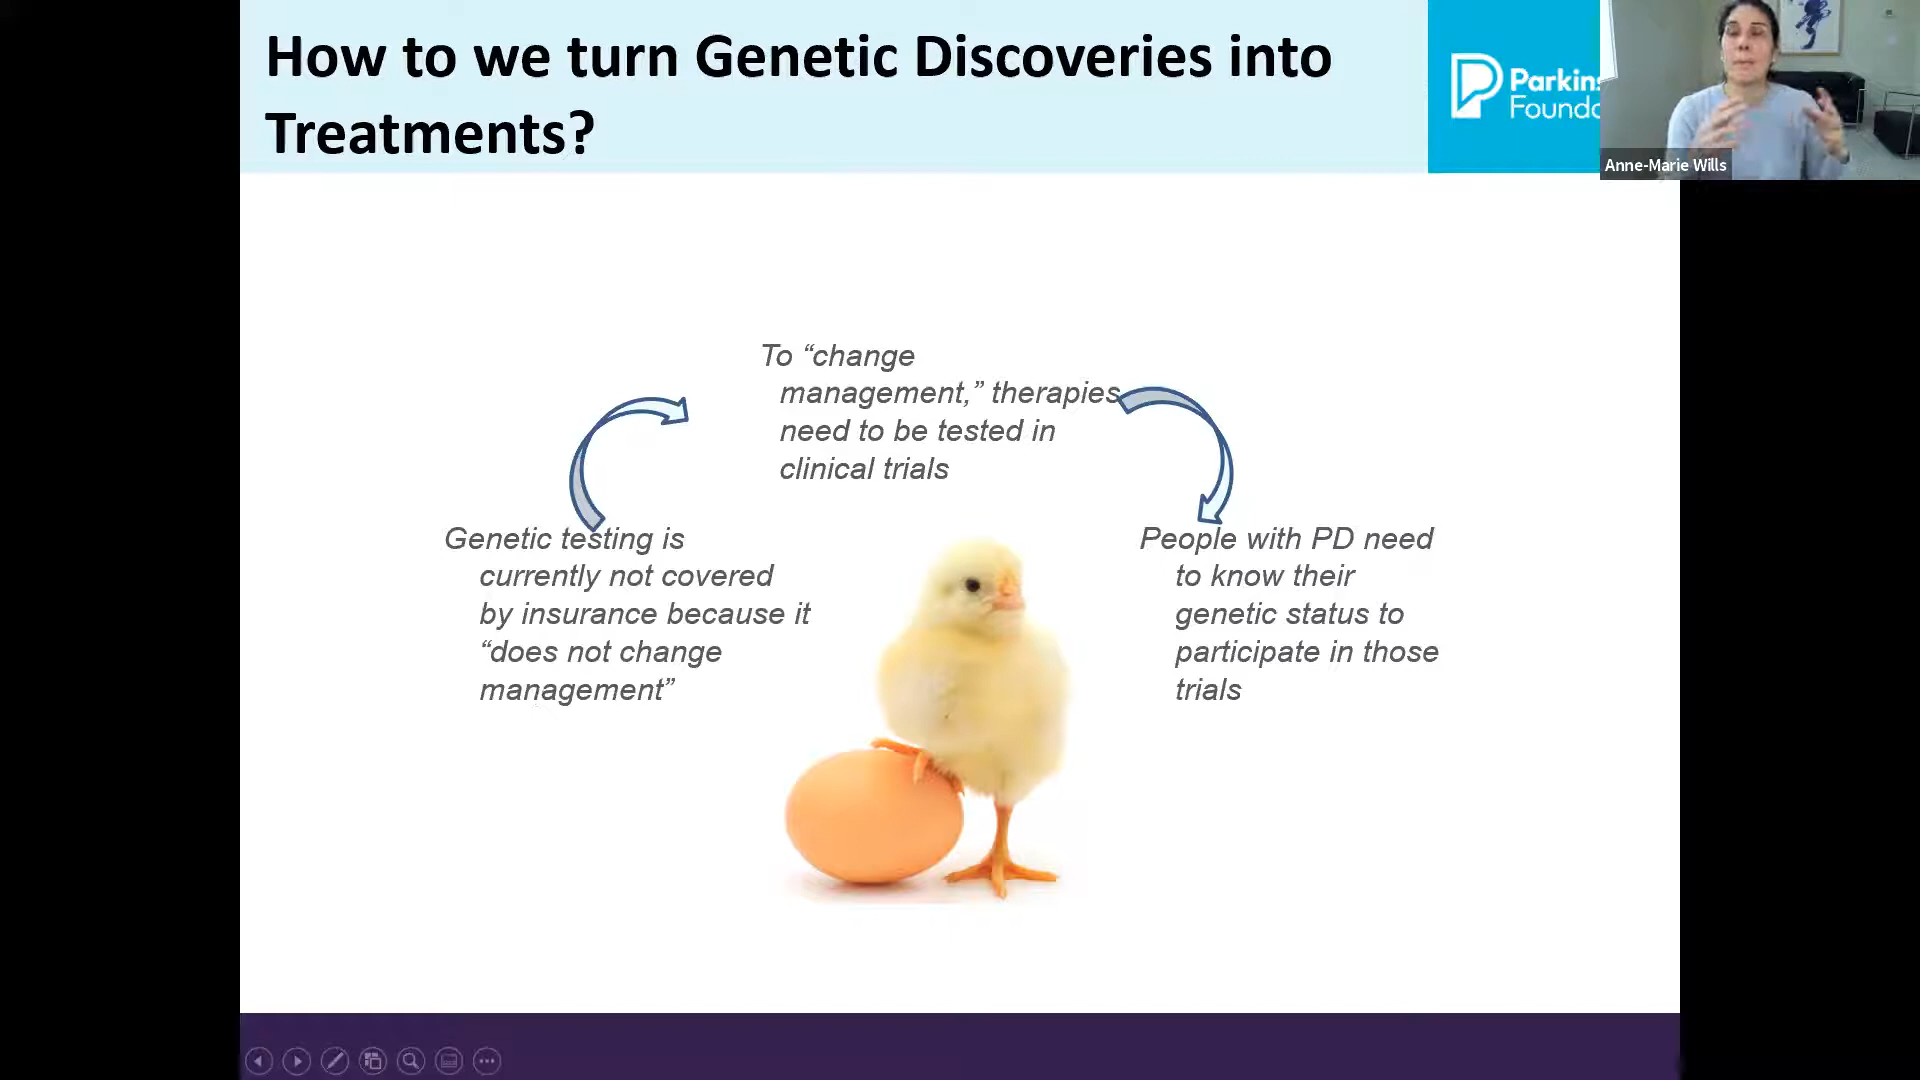 How to we turn Genetic Discoveries into
Treatments?
Foundo
Anne-Marie Wills
To “change
management,” therapies
need to be tested in
clinical trials
Genetic testing is
currently not covered
by insurance because it
“does not change
management”
People with PD need
to know their
genetic status to
participate in those
trials